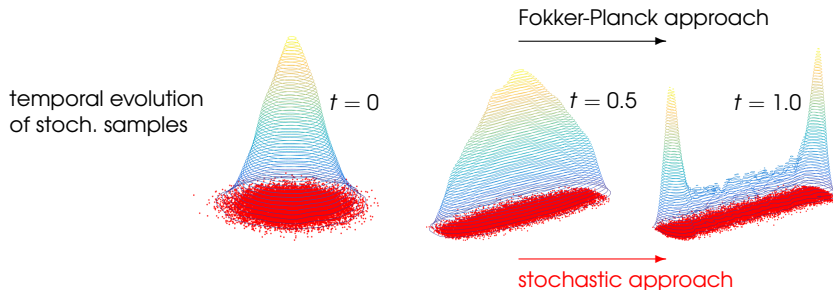 Fokker-Planck approach
temporal evolution
of stoch. samples
t = 0
t = 0.5
t = 1.0
stochastic approach